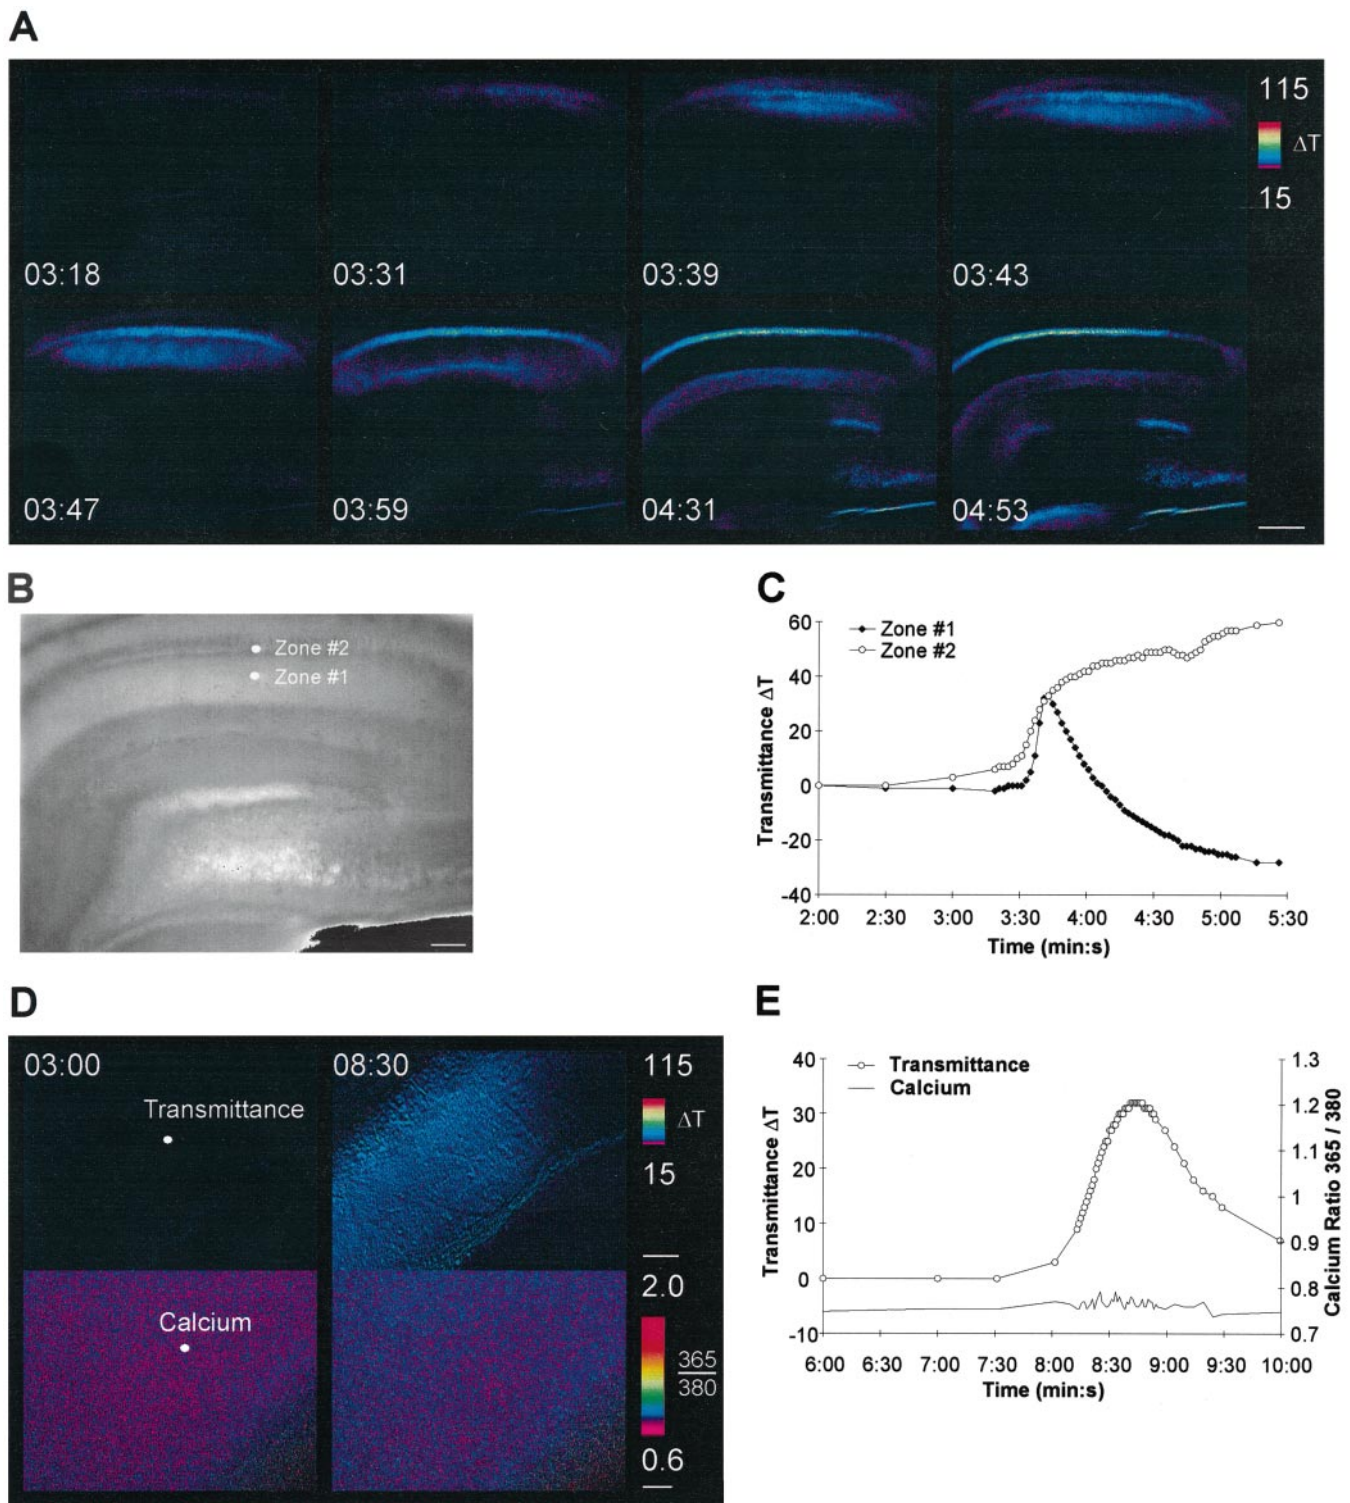 A
115
ΔT
15
03:18
03:31
03:39
03:43
03:47
03:59
04:31
04:53
B
Zone #2
Zone #1
C
Zone #1
Zone #2
Transmittance ΔT
60
40
20
0
-20
-40
2:00 2:30 3:00 3:30 4:00 4:30 5:00 5:30
Time (min:s)
D
03:00
Transmittance
08:30
115
ΔT
15
Calcium
2.0
365
380
0.6
E
Transmittance
Calcium
Transmittance ΔT
40
30
20
10
0
-10
1.3
1.2
1.1
1
0.9
0.8
0.7
Calcium Ratio 365 / 380
6:00 6:30 7:00 7:30 8:00 8:30 9:00 9:30 10:00
Time (min:s)